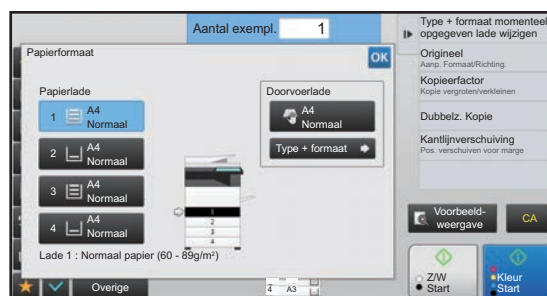 Aantal exempl. 1
Papierformaat
OK
Papierlade
1 A4
Normaal
2 A4
Normaal
3 A4
Normaal
4 A4
Normaal
Doorvoerlade
A4
Normaal
Type + formaat
1
2
3
4
Lade 1 : Normaal papier (60 - 89g/m²)
Overige
4 A3
Type + formaat momenteel
opgegeven lade wijzigen
Origineel
Aanp. Formaat/Richting.
Kopieerfactor
Kopie vergroten/verkleinen
Dubbelz. Kopie
Kantlijnverschuiving
Pos. verschuiven voor marge
Voorbeeld-
weergave
CA
Z/W
Start
Kleur
Start